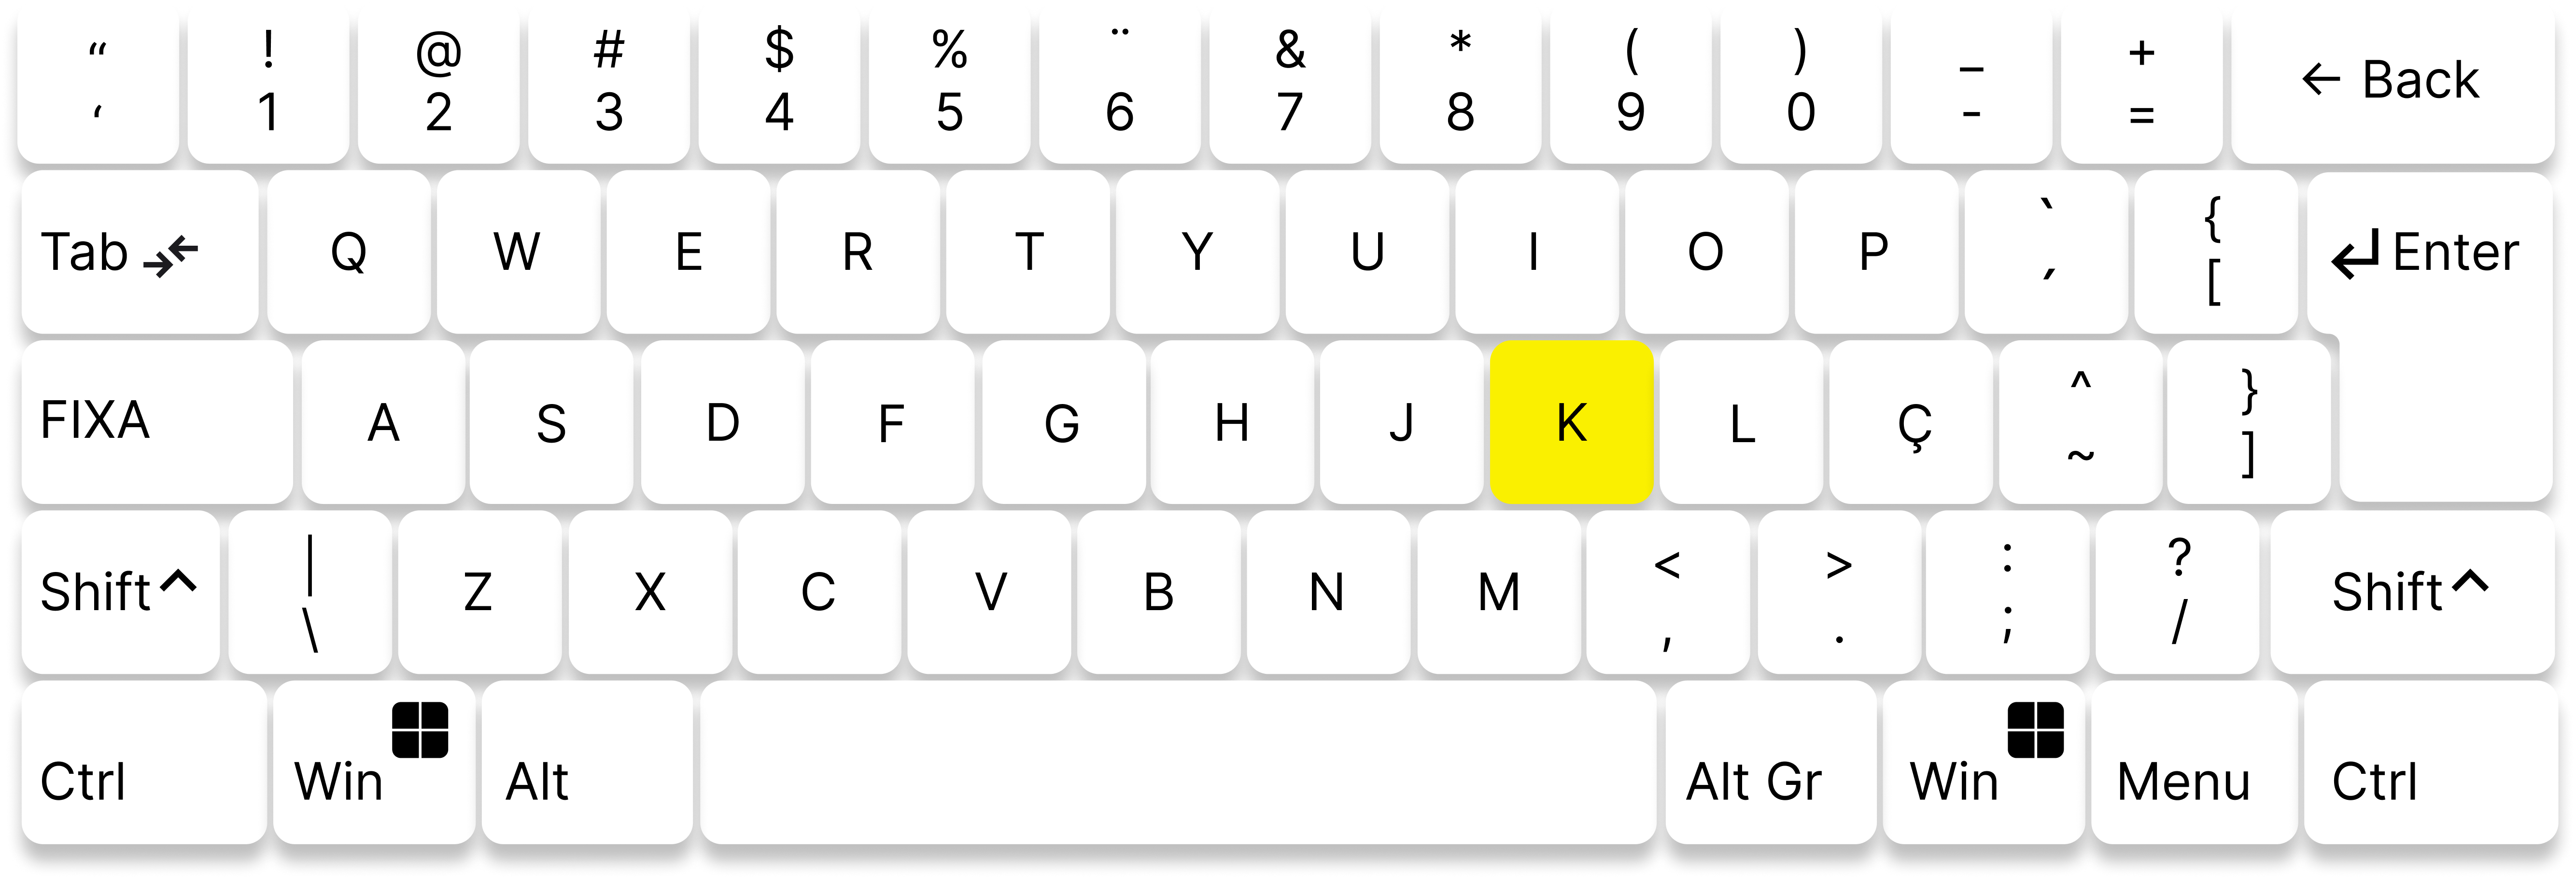 “ ! @ # $ % ¨ & * ( ) _ +
‘ 1 2 3 4 5 6 7 8 9 0 - = ← Back
Tab Q W E R T Y U I O P ` ´ { [ Enter
FIXA A S D F G H J K L Ç ^ ~ } ]
Shift | \ Z X C V B N M < , > . : ; ? / Shift
Ctrl Win Alt Alt Gr Win Menu Ctrl